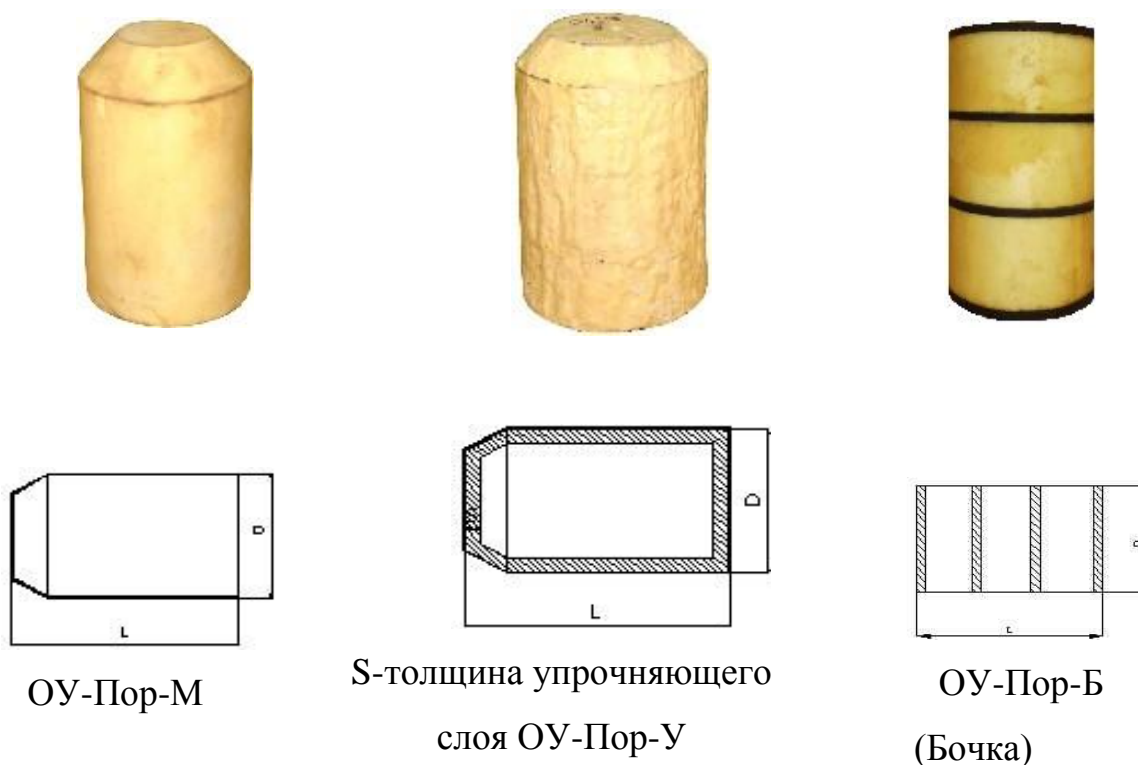 L
D
L
D
ОУ-Пор-М
S-толщина упрочняющего
слоя ОУ-Пор-У
ОУ-Пор-Б
(Бочка)